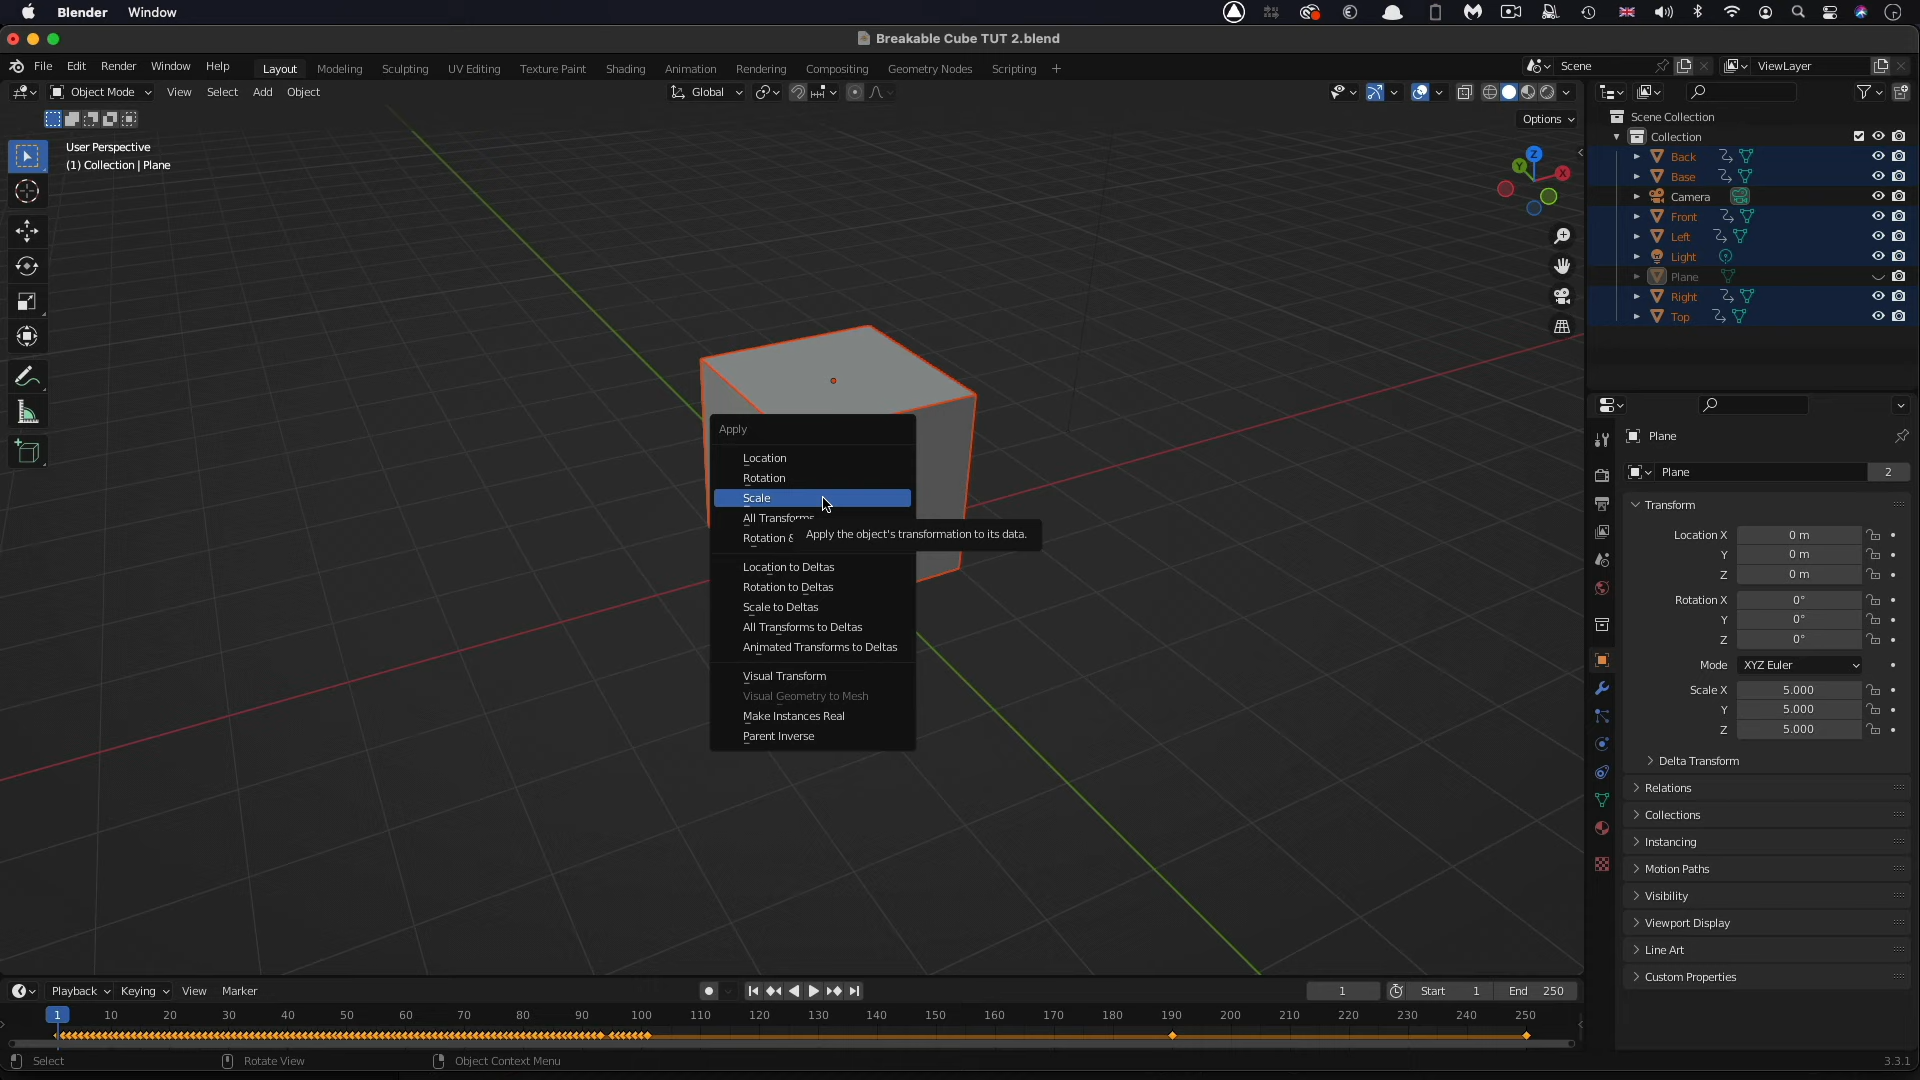 Blender Window
Breakable Cube TUT 2.blend
File Edit Render Window Help Layout Modeling Sculpting UV Editing Texture Paint Shading Animation Rendering Compositing Geometry Nodes Scripting + Scene ViewLayer
Object Mode View Select Add Object Global
Options
User Perspective
(1) Collection | Plane
Z
Y
X
Scene Collection
Collection
Back
Base
Camera
Front
Left
Light
Plane
Right
Top
Apply
Location
Rotation
Scale
All Transforms
Rotation &
Apply the object's transformation to its data.
Location to Deltas
Rotation to Deltas
Scale to Deltas
All Transforms to Deltas
Animated Transforms to Deltas
Visual Transform
Visual Geometry to Mesh
Make Instances Real
Parent Inverse
Plane
Plane 2
Transform
Location X 0 m
Y 0 m
Z 0 m
Rotation X 0°
Y 0°
Z 0°
Mode XYZ Euler
Scale X 5.000
Y 5.000
Z 5.000
Delta Transform
Relations
Collections
Instancing
Motion Paths
Visibility
Viewport Display
Line Art
Custom Properties
Playback Keying View Marker 1 Start 1 End 250
1 10 20 30 40 50 60 70 80 90 100 110 120 130 140 150 160 170 180 190 200 210 220 230 240 250
Select Rotate View Object Context Menu 3.3.1